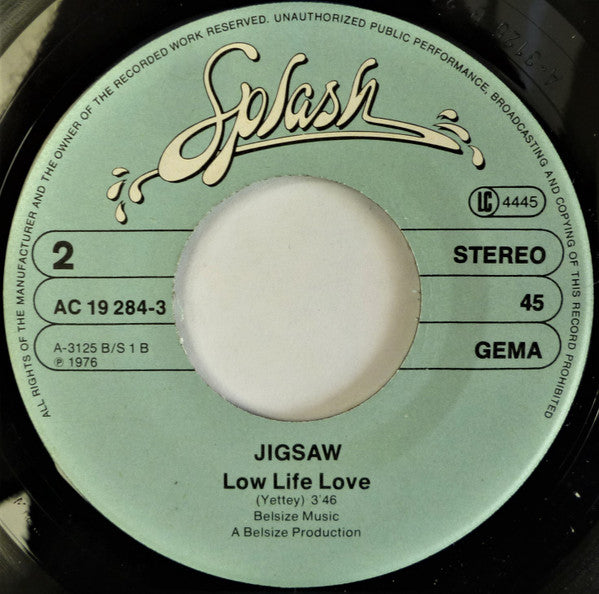 ALL RIGHTS OF THE MANUFACTURER AND THE OWNER OF THE RECORDED WORK RESERVED. UNAUTHORIZED PUBLIC PERFORMANCE, BROADCASTING AND COPYING OF THIS RECORD PROHIBITED
Splash
LC 4445
2 STEREO
AC 19 284-3 45
A-3125 B/S 1 B
℗ 1976 GEMA
JIGSAW
Low Life Love
(Yettey) 3'46
Belsize Music
A Belsize Production